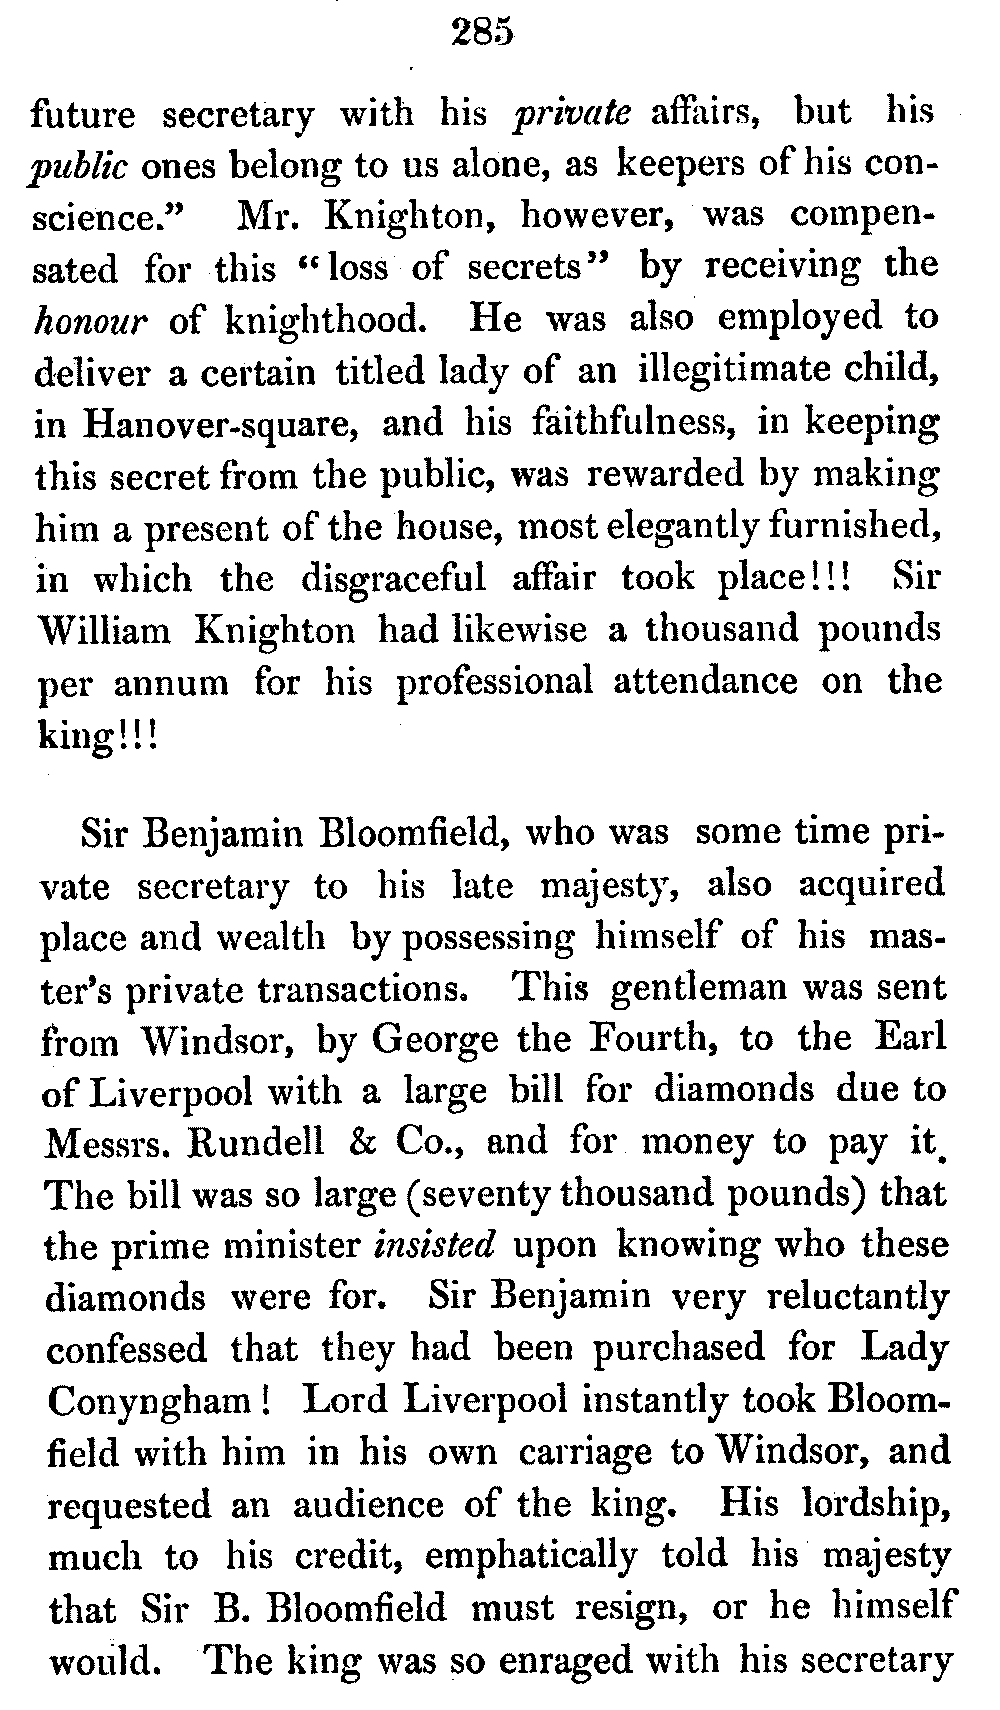 285
future secretary with his private affairs, but his
public ones belong to us alone, as keepers of his con-
science.” Mr. Knighton, however, was compen-
sated for this “loss of secrets” by receiving the
honour of knighthood. He was also employed to
deliver a certain titled lady of an illegitimate child,
in Hanover-square, and his faithfulness, in keeping
this secret from the public, was rewarded by making
him a present of the house, most elegantly furnished,
in which the disgraceful affair took place!!! Sir
William Knighton had likewise a thousand pounds
per annum for his professional attendance on the
king!!!
Sir Benjamin Bloomfield, who was some time pri-
vate secretary to his late majesty, also acquired
place and wealth by possessing himself of his mas-
ter's private transactions. This gentleman was sent
from Windsor, by George the Fourth, to the Earl
of Liverpool with a large bill for diamonds due to
Messrs. Rundell & Co., and for money to pay it.
The bill was so large (seventy thousand pounds) that
the prime minister insisted upon knowing who these
diamonds were for. Sir Benjamin very reluctantly
confessed that they had been purchased for Lady
Conyngham! Lord Liverpool instantly took Bloom-
field with him in his own carriage to Windsor, and
requested an audience of the king. His lordship,
much to his credit, emphatically told his majesty
that Sir B. Bloomfield must resign, or he himself
would. The king was so enraged with his secretary